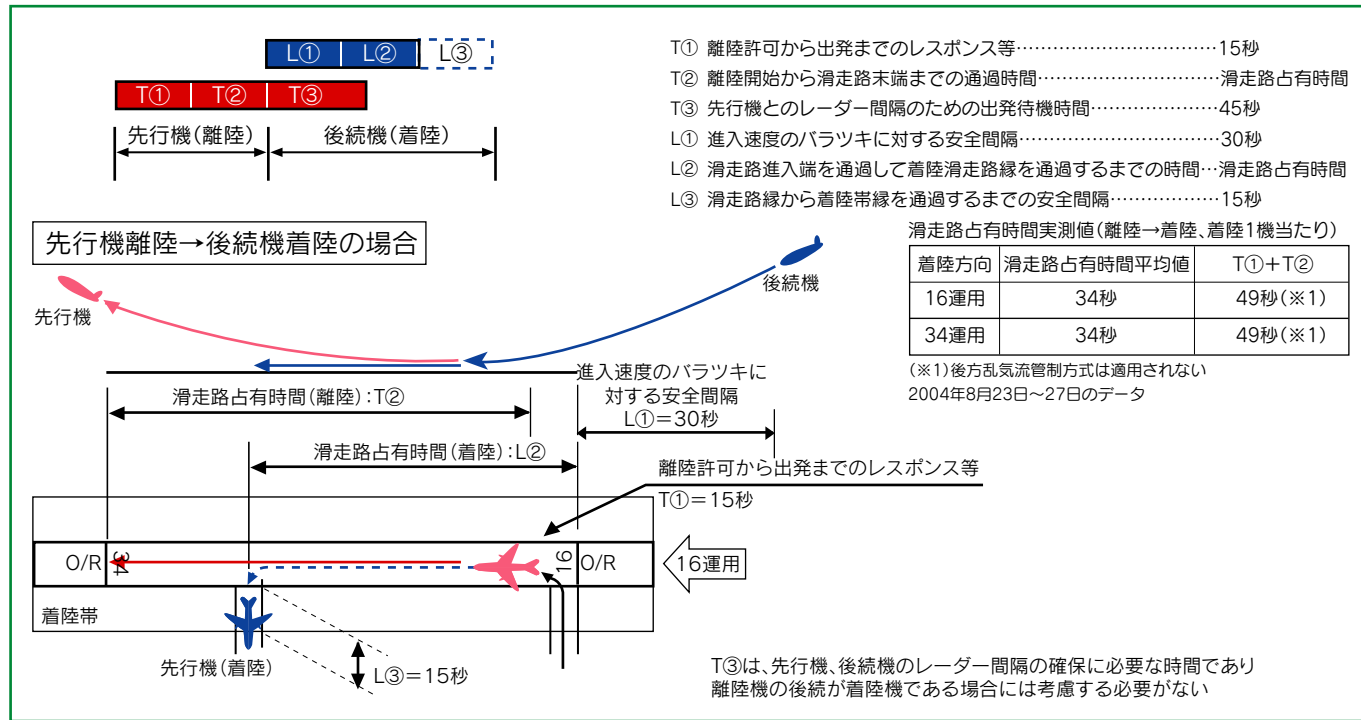 L① L② L③
T① T② T③
先行機(離陸) 後続機(着陸)
T① 離陸許可から出発までのレスポンス等……………………………15秒
T② 離陸開始から滑走路末端までの通過時間……………………滑走路占有時間
T③ 先行機とのレーダー間隔のための出発待機時間…………………45秒
L① 進入速度のバラツキに対する安全間隔……………………………30秒
L② 滑走路進入端を通過して着陸滑走路縁を通過するまでの時間…滑走路占有時間
L③ 滑走路縁から着陸帯縁を通過するまでの安全間隔………………15秒
先行機離陸→後続機着陸の場合
先行機
後続機
滑走路占有時間実測値(離陸→着陸、着陸1機当たり)
着陸方向 滑走路占有時間平均値 T①+T②
16運用 34秒 49秒(※1)
34運用 34秒 49秒(※1)
(※1)後方乱気流管制方式は適用されない
2004年8月23日〜27日のデータ
進入速度のバラツキに
対する安全間隔
L①=30秒
滑走路占有時間(離陸):T②
滑走路占有時間(着陸):L②
離陸許可から出発までのレスポンス等
T①=15秒
O/R 34 16 O/R
16運用
着陸帯
先行機(着陸)
L③=15秒
T③は、先行機、後続機のレーダー間隔の確保に必要な時間であり
離陸機の後続が着陸機である場合には考慮する必要がない